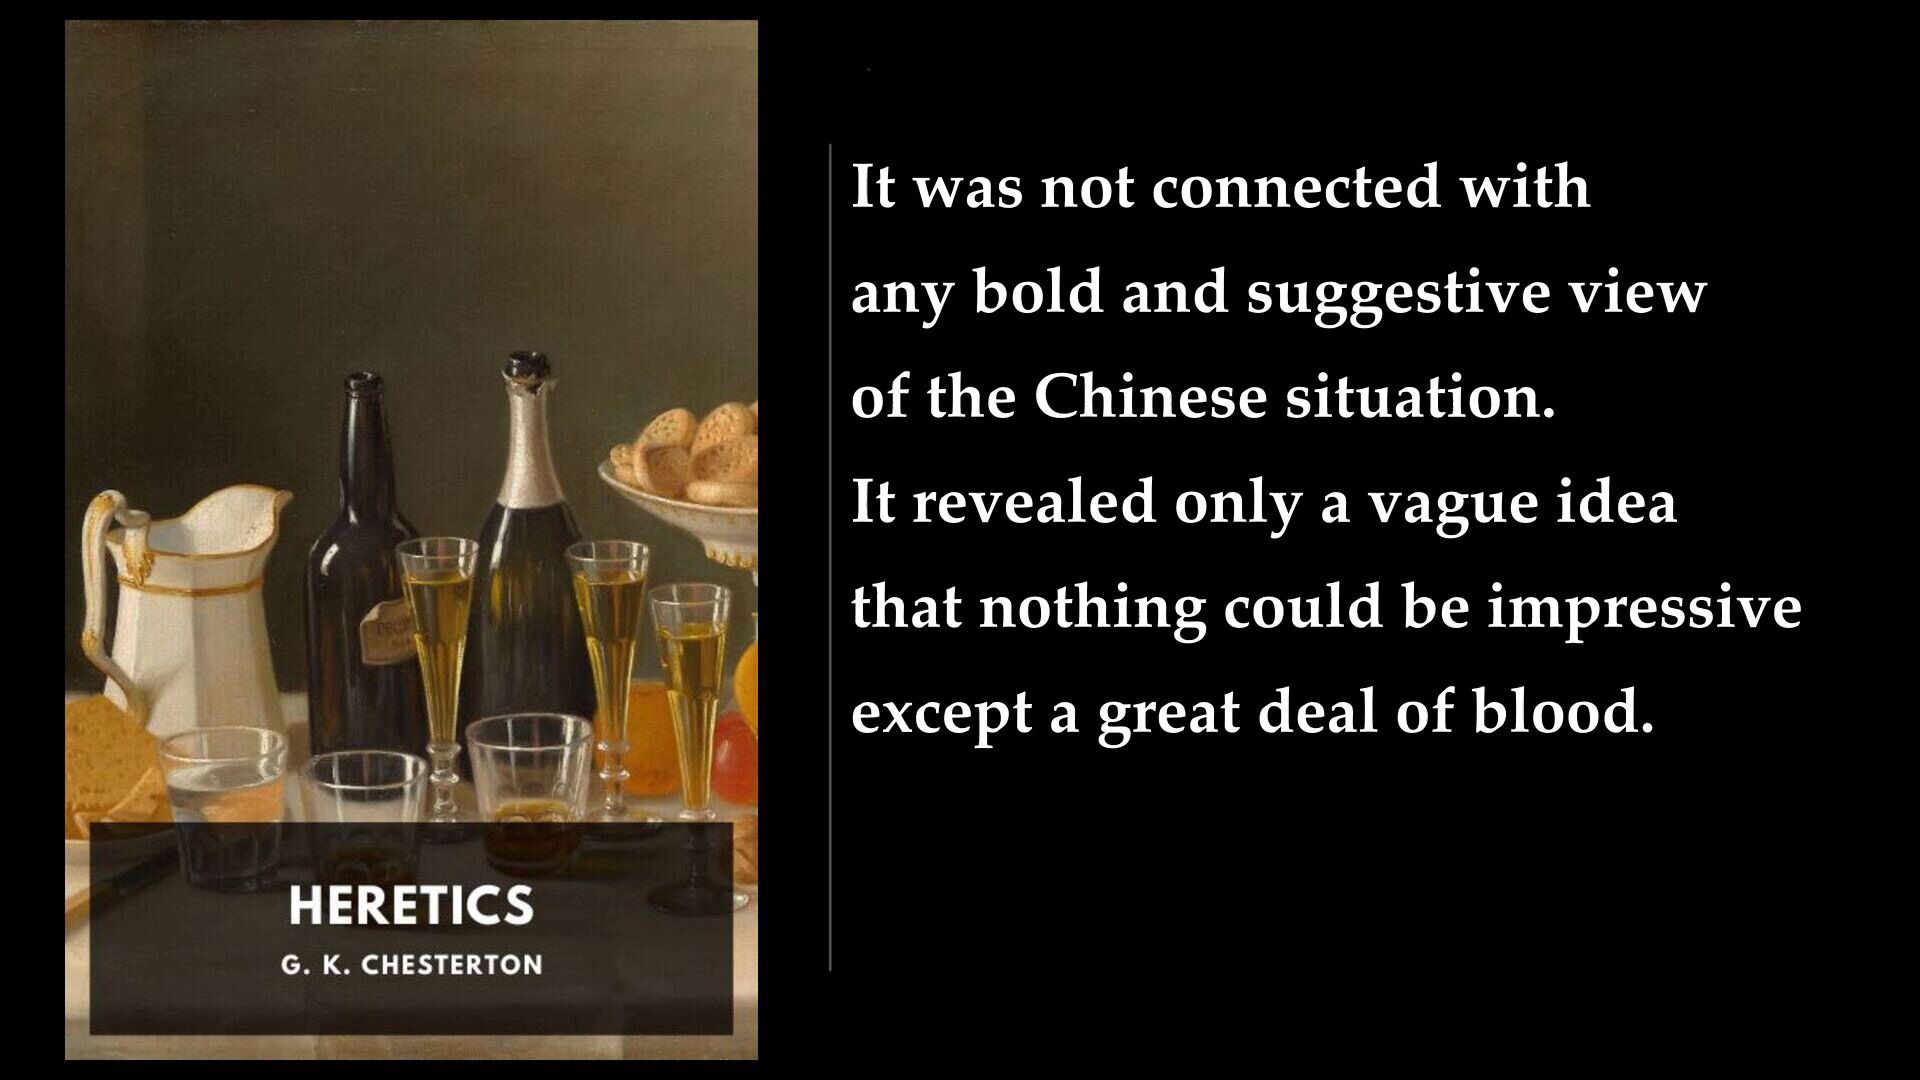 It was not connected with
any bold and suggestive view
of the Chinese situation.
It revealed only a vague idea
that nothing could be impressive
except a great deal of blood.
HERETICS
G. K. CHESTERTON